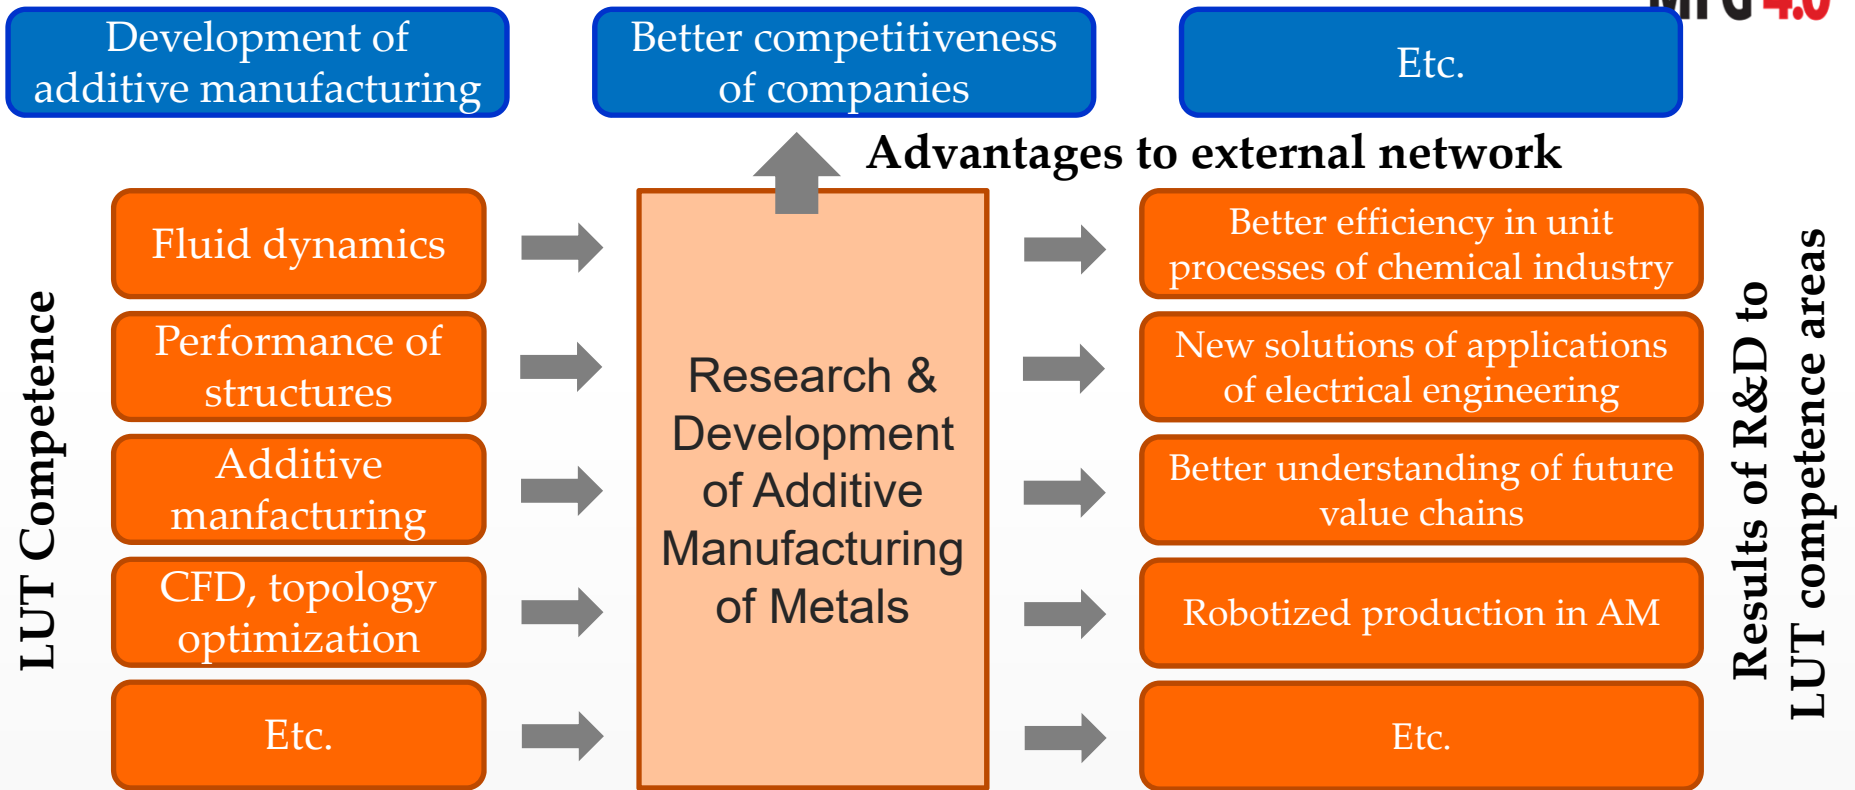 MFG 4.0
Development of
additive manufacturing
Better competitiveness
of companies
Etc.
Advantages to external network
LUT Competence
Fluid dynamics
Performance of
structures
Additive
manfacturing
CFD, topology
optimization
Etc.
Research &
Development
of Additive
Manufacturing
of Metals
Better efficiency in unit
processes of chemical industry
New solutions of applications
of electrical engineering
Better understanding of future
value chains
Robotized production in AM
Etc.
Results of R&D to
LUT competence areas